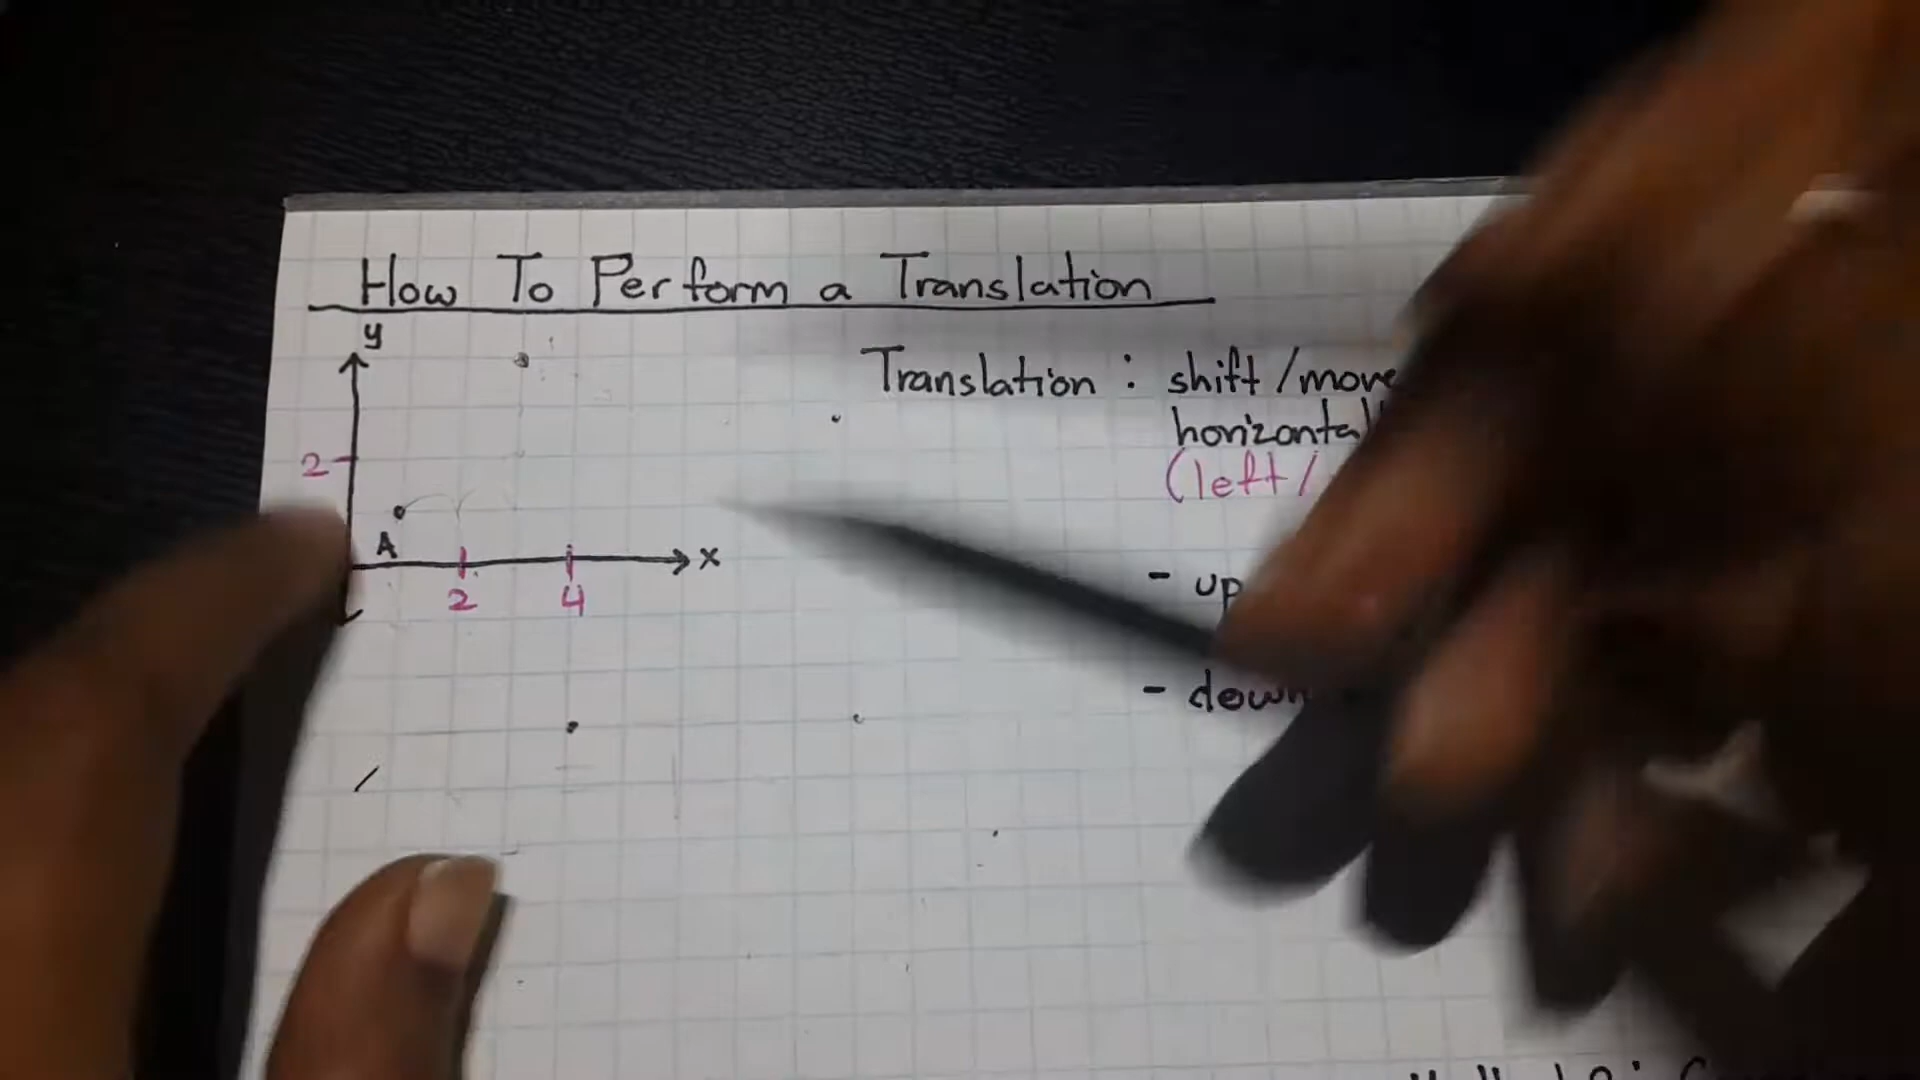 How To Perform a Translation
y
Translation : shift / move
horizontal
2
(left /
A
x
2 4
- up
- down